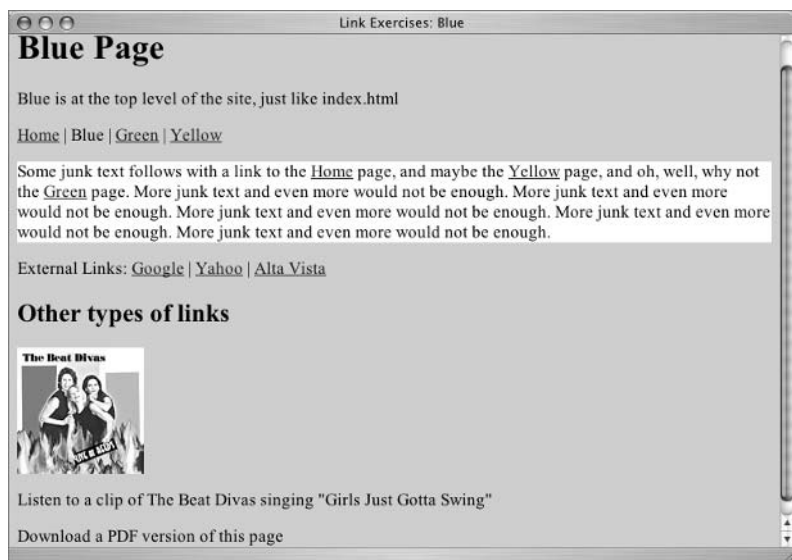 Link Exercises: Blue
Blue Page
Blue is at the top level of the site, just like index.html
Home | Blue | Green | Yellow
Some junk text follows with a link to the Home page, and maybe the Yellow page, and oh, well, why not
the Green page. More junk text and even more would not be enough. More junk text and even more
would not be enough. More junk text and even more would not be enough. More junk text and even more
would not be enough. More junk text and even more would not be enough.
External Links: Google | Yahoo | Alta Vista
Other types of links
The Beat Divas
Listen to a clip of The Beat Divas singing "Girls Just Gotta Swing"
Download a PDF version of this page